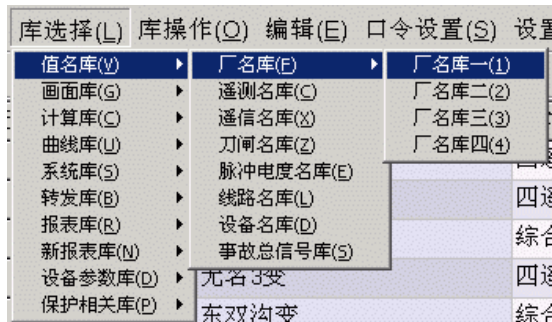 库选择(L) 库操作(O) 编辑(E) 口令设置(S) 设置
值名库(V)
画面库(G)
计算库(C)
曲线库(U)
系统库(S)
转发库(B)
报表库(R)
新报表库(N)
设备参数库(D)
保护相关库(P)
厂名库(F)
遥测名库(C)
遥信名库(X)
刀闸名库(Z)
脉冲电度名库(E)
线路名库(L)
设备名库(D)
事故总信号库(S)
厂名库一(1)
厂名库二(2)
厂名库三(3)
厂名库四(4)
四遥
综合
无名3变 四遥
东双沟变 综合